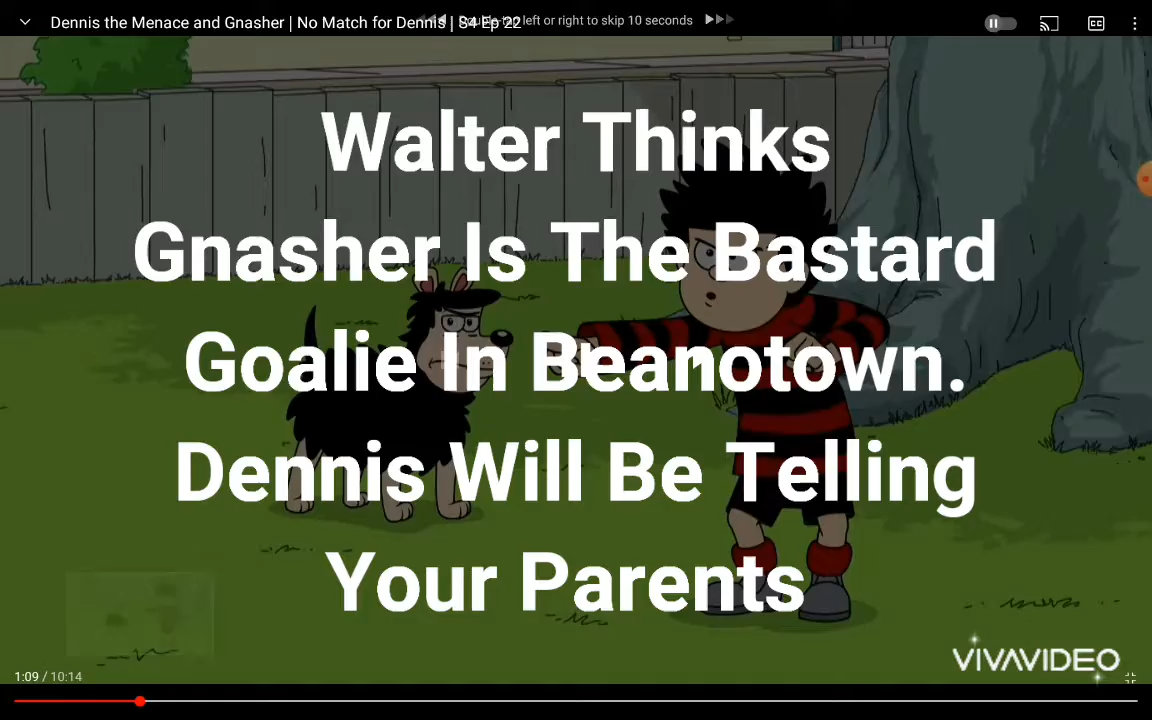 Dennis the Menace and Gnasher | No Match for Dennis | S4 Ep 22
left or right to skip 10 seconds
Walter Thinks
Gnasher Is The Bastard
Goalie In Beanotown.
Dennis Will Be Telling
Your Parents
VIVAVIDEO
1:09 / 10:14